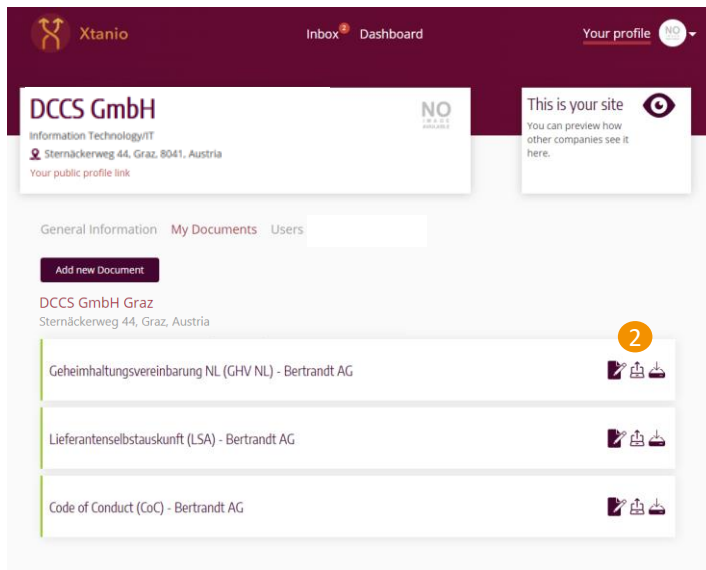 Xtanio
Inbox 2 Dashboard
Your profile
NO
DCCS GmbH
NO
IMAGE
AVAILABLE
Information Technology/IT
Sternäckerweg 44, Graz, 8041, Austria
Your public profile link
This is your site
You can preview how
other companies see it
here.
General Information My Documents Users
Add new Document
DCCS GmbH Graz
Sternäckerweg 44, Graz, Austria
2
Geheimhaltungsvereinbarung NL (GHV NL) - Bertrandt AG
Lieferantenselbstauskunft (LSA) - Bertrandt AG
Code of Conduct (CoC) - Bertrandt AG